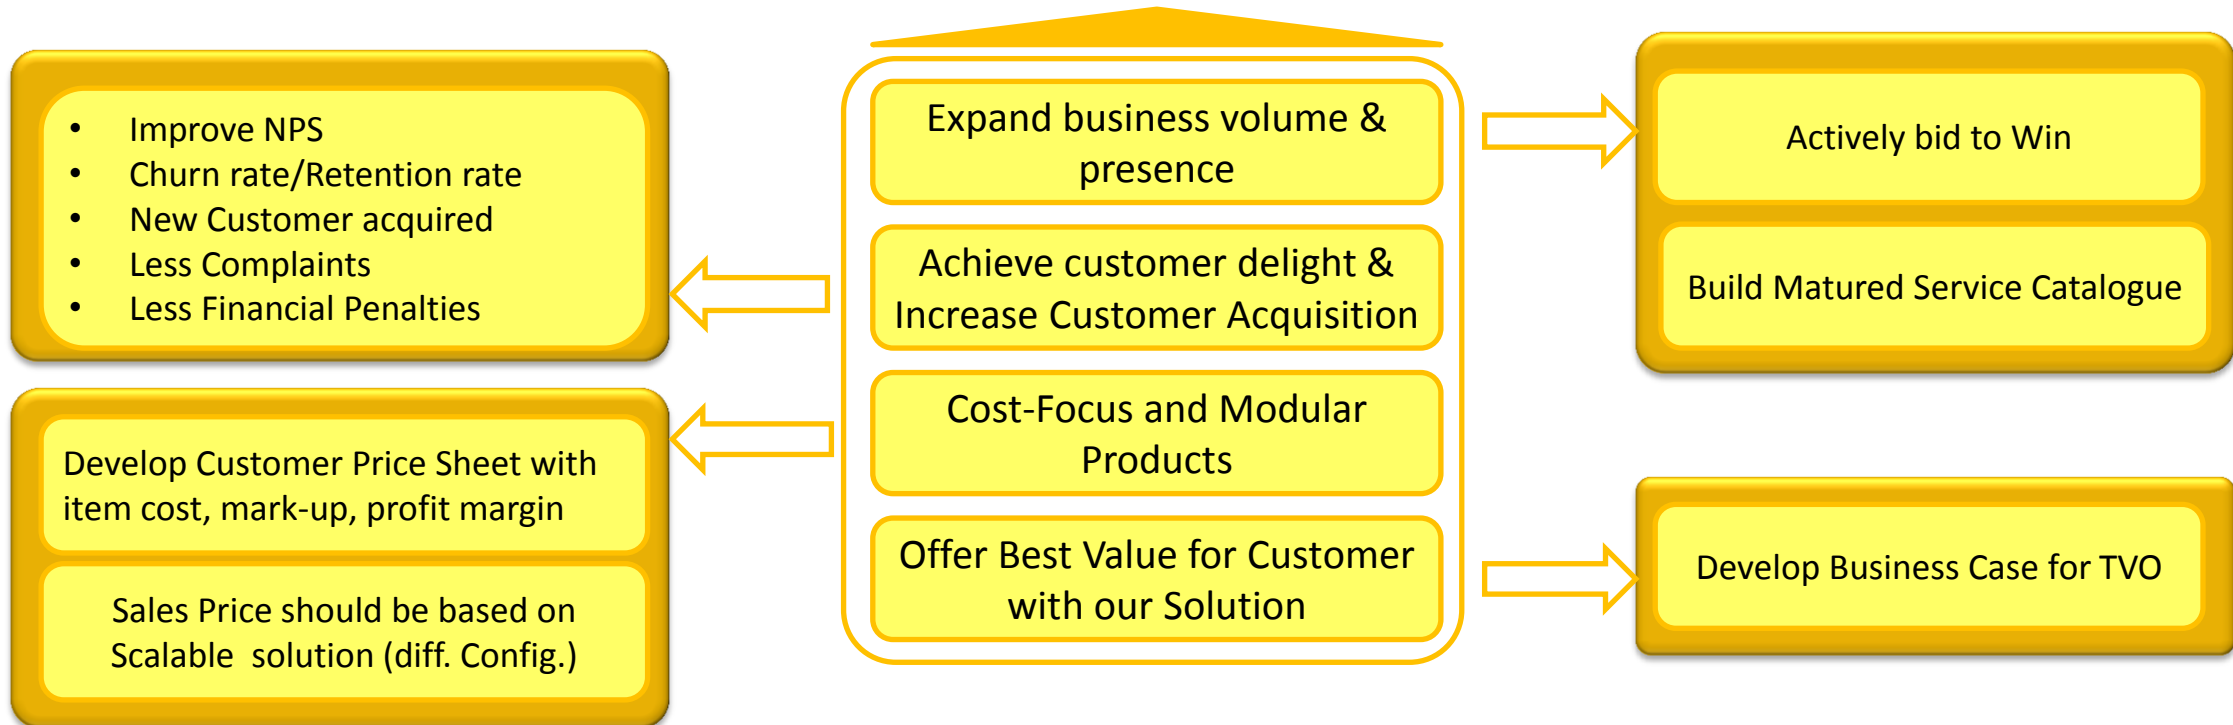 • Improve NPS
• Churn rate/Retention rate
• New Customer acquired
• Less Complaints
• Less Financial Penalties
Develop Customer Price Sheet with
item cost, mark-up, profit margin
Sales Price should be based on
Scalable solution (diff. Config.)
Expand business volume &
presence
Achieve customer delight &
Increase Customer Acquisition
Cost-Focus and Modular
Products
Offer Best Value for Customer
with our Solution
Actively bid to Win
Build Matured Service Catalogue
Develop Business Case for TVO